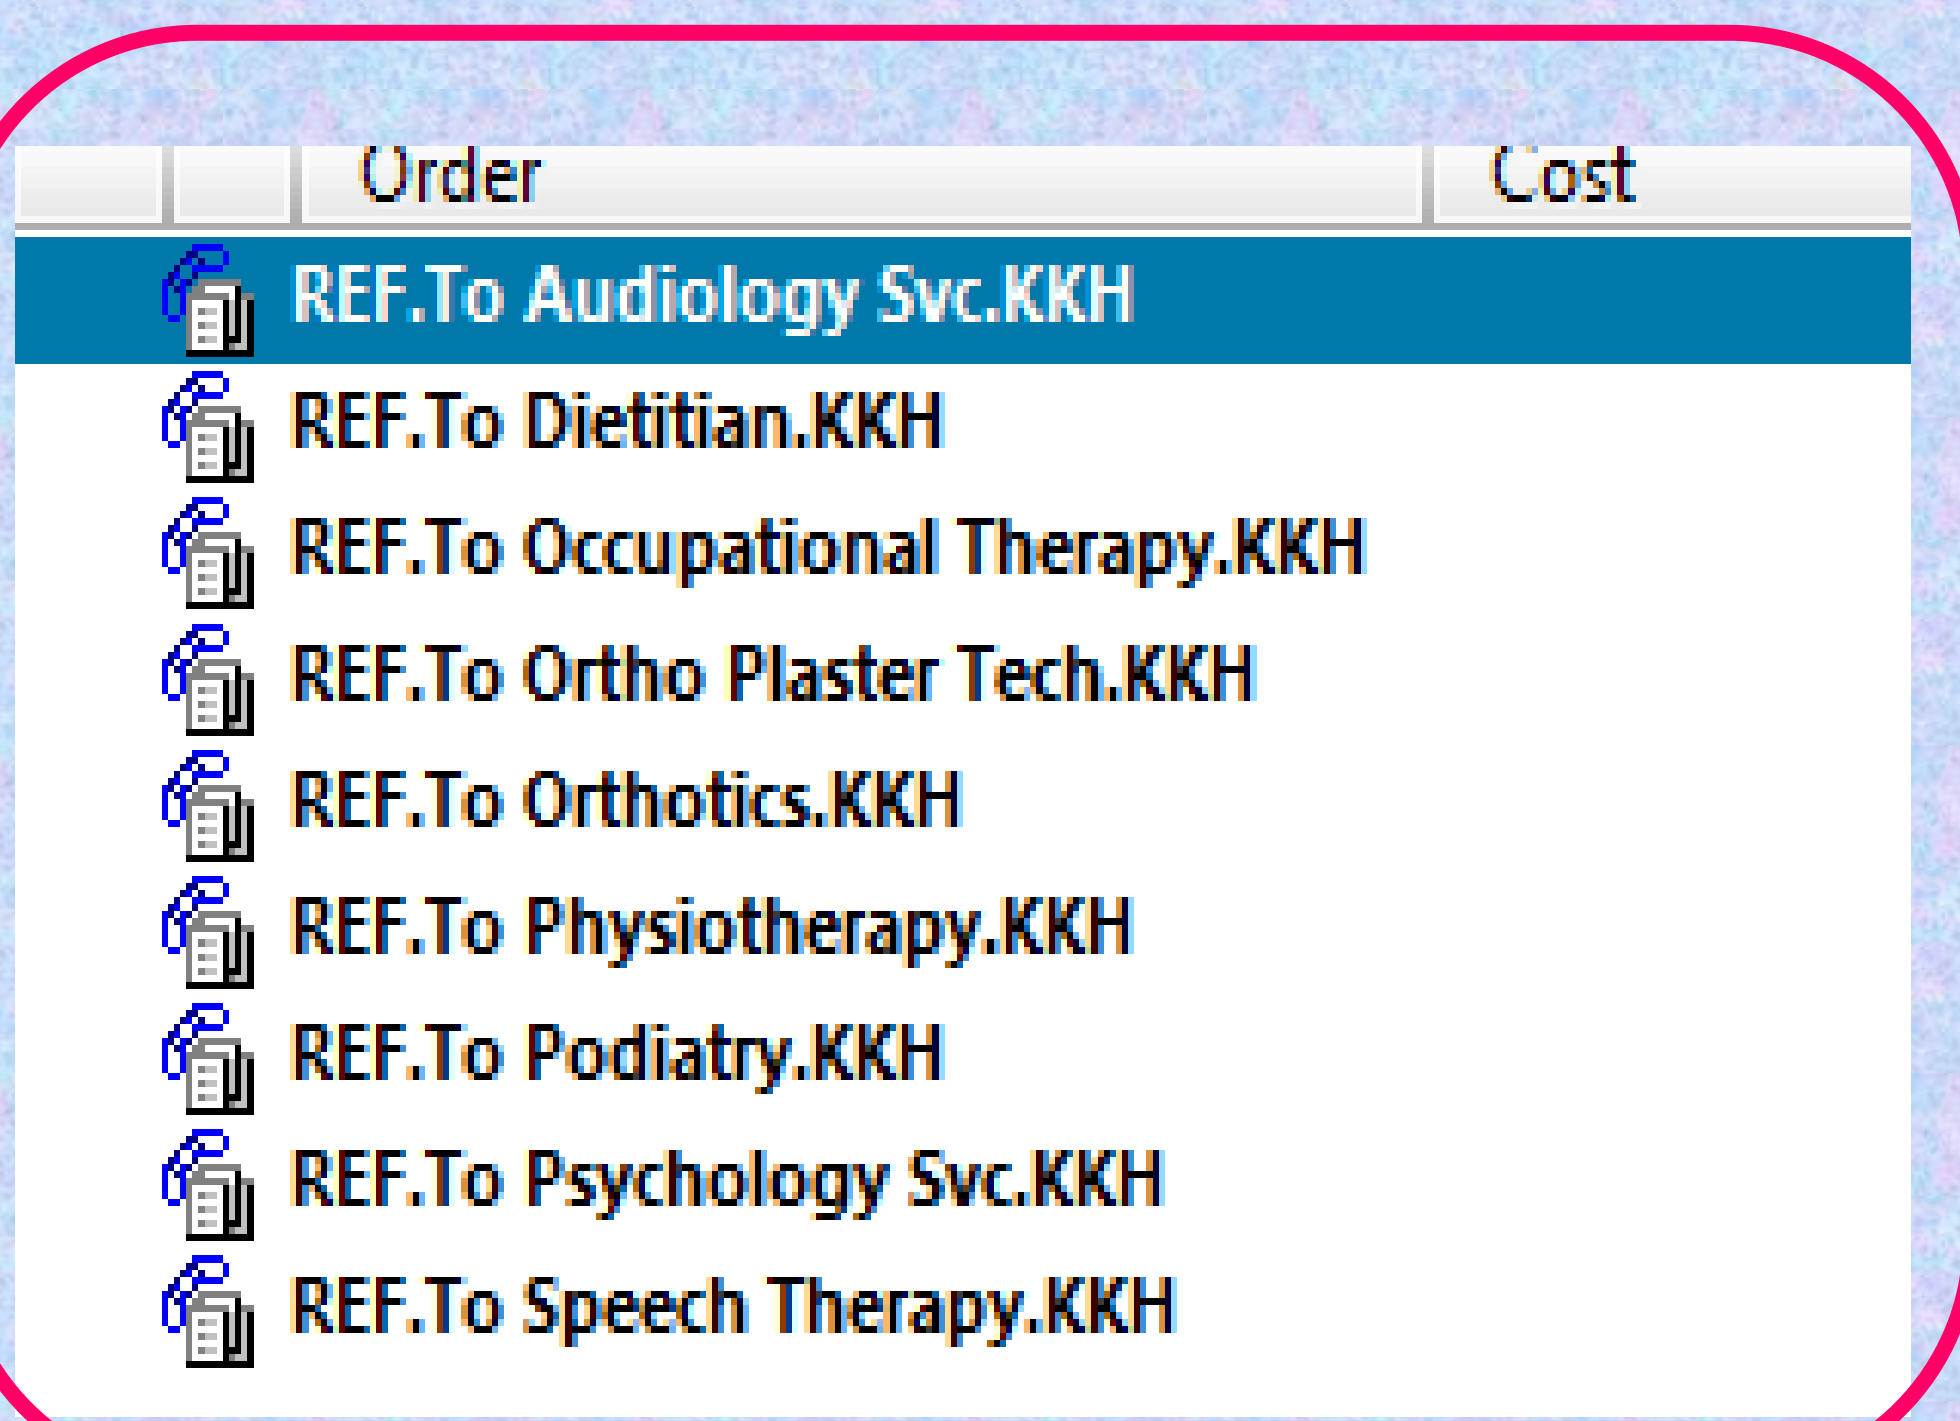 Order Cost
REF.To Audiology Svc.KKH
REF.To Dietitian.KKH
REF.To Occupational Therapy.KKH
REF.To Ortho Plaster Tech.KKH
REF.To Orthotics.KKH
REF.To Physiotherapy.KKH
REF.To Podiatry.KKH
REF.To Psychology Svc.KKH
REF.To Speech Therapy.KKH